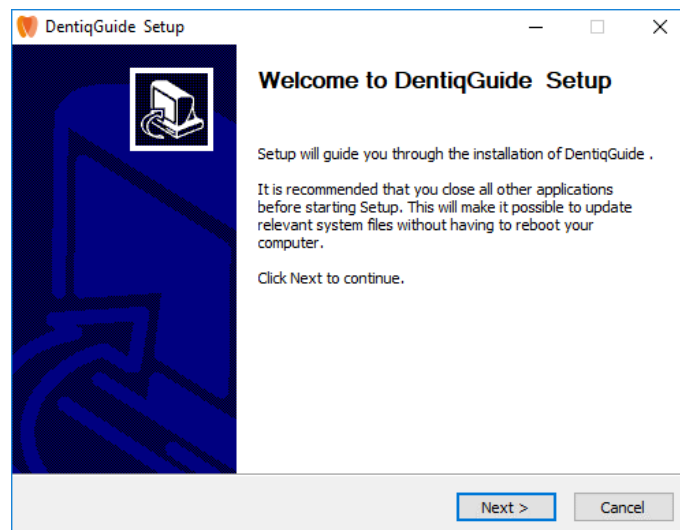 DentiqGuide Setup
Welcome to DentiqGuide Setup
Setup will guide you through the installation of DentiqGuide .
It is recommended that you close all other applications
before starting Setup. This will make it possible to update
relevant system files without having to reboot your
computer.
Click Next to continue.
Next >
Cancel